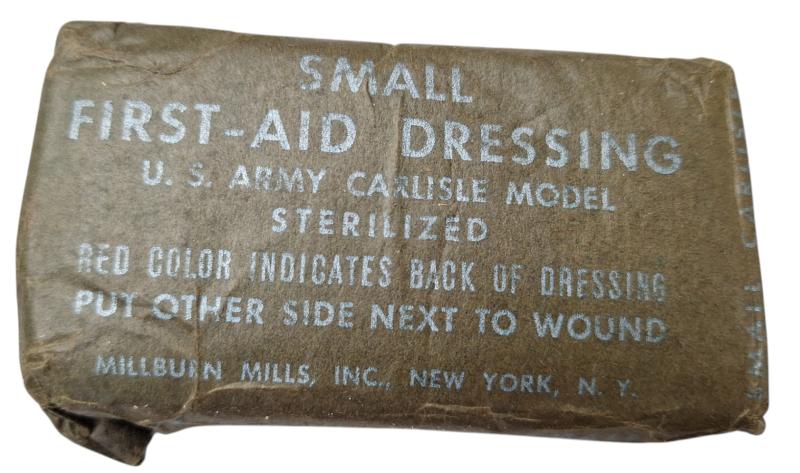 SMALL
FIRST-AID DRESSING
U. S. ARMY CARLISLE MODEL
STERILIZED
RED COLOR INDICATES BACK OF DRESSING
PUT OTHER SIDE NEXT TO WOUND
MILLBURN MILLS, INC., NEW YORK, N. Y.
SMALL CARLISLE